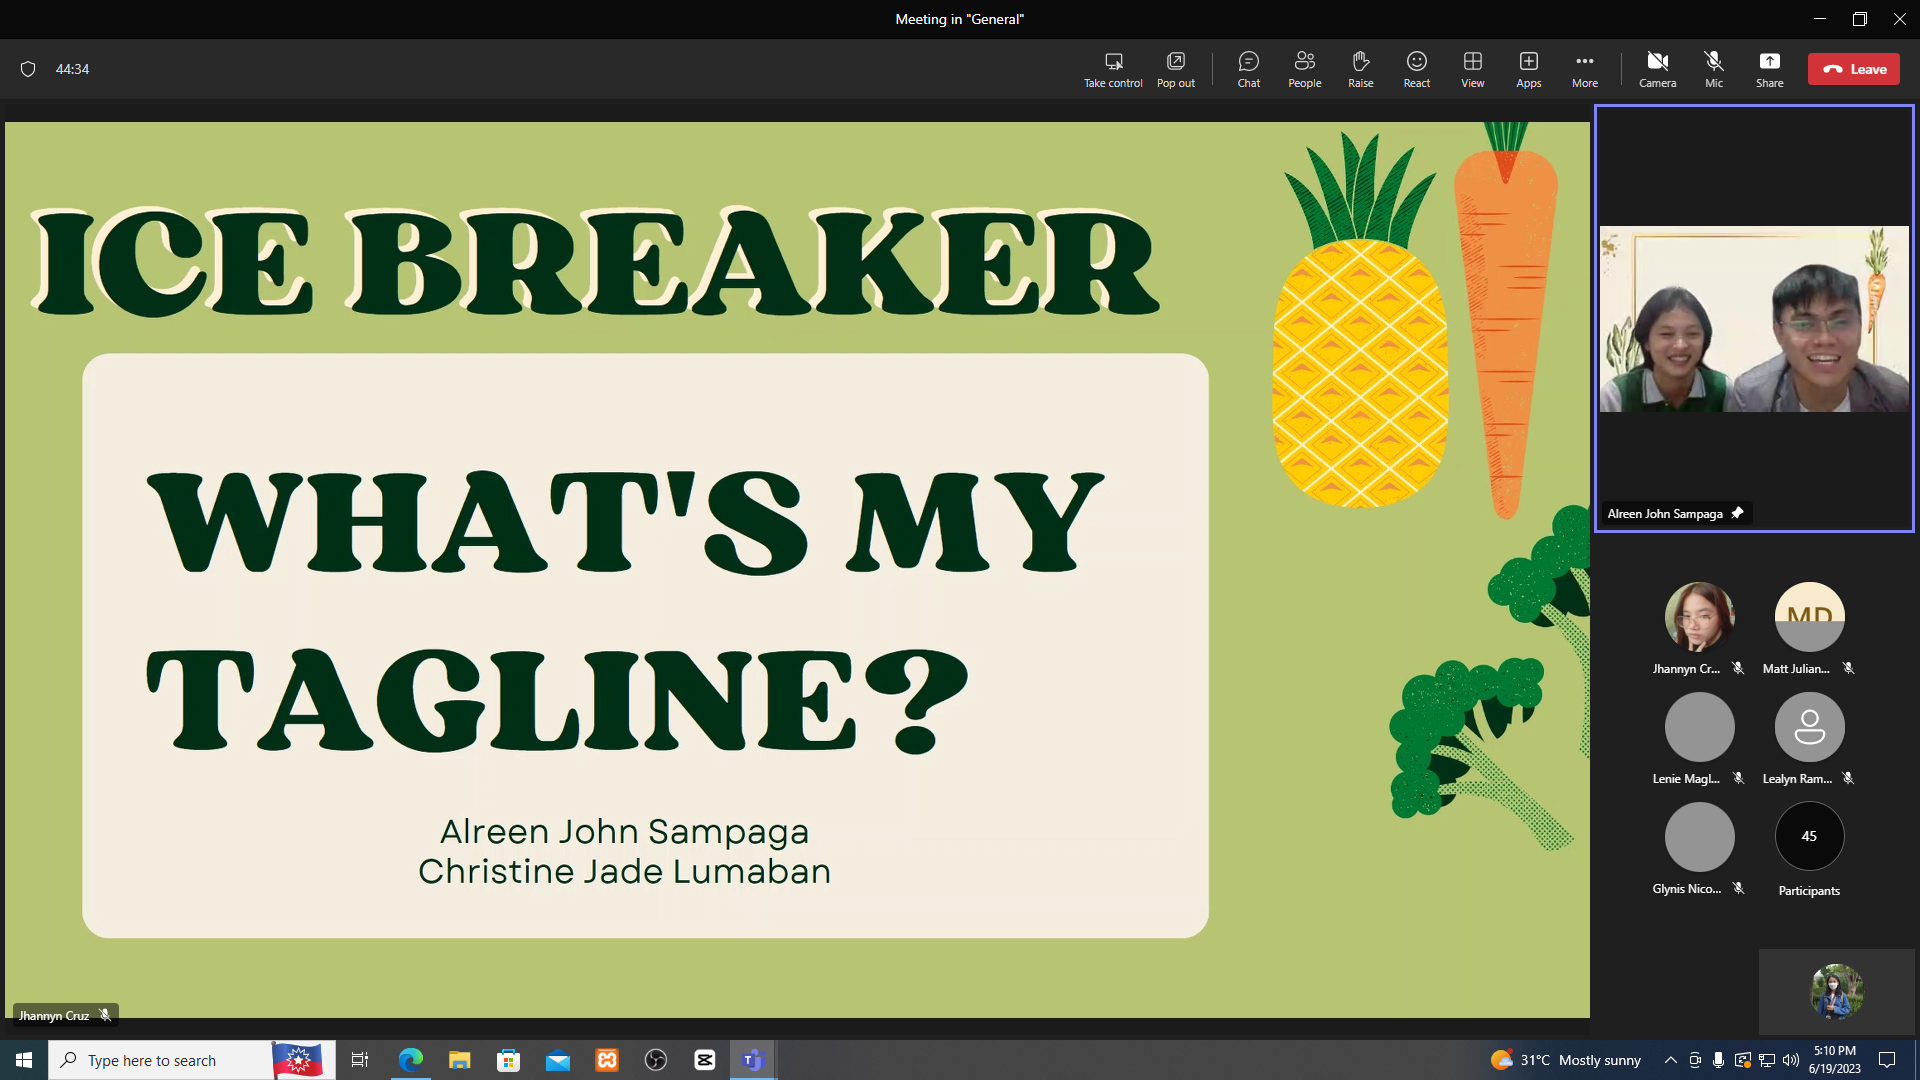 Meeting in "General"
44:34
Take control
Pop out
Chat
People
Raise
React
View
Apps
More
Camera
Mic
Share
Leave
ICE BREAKER
WHAT'S MY
TAGLINE?
Alreen John Sampaga
Christine Jade Lumaban
Jhannyn Cruz
Alreen John Sampaga
Jhannyn Cr...
MD
Matt Julian...
Lenie Magl...
Lealyn Ram...
Glynis Nico...
45
Participants
Type here to search
31°C Mostly sunny
5:10 PM
6/19/2023